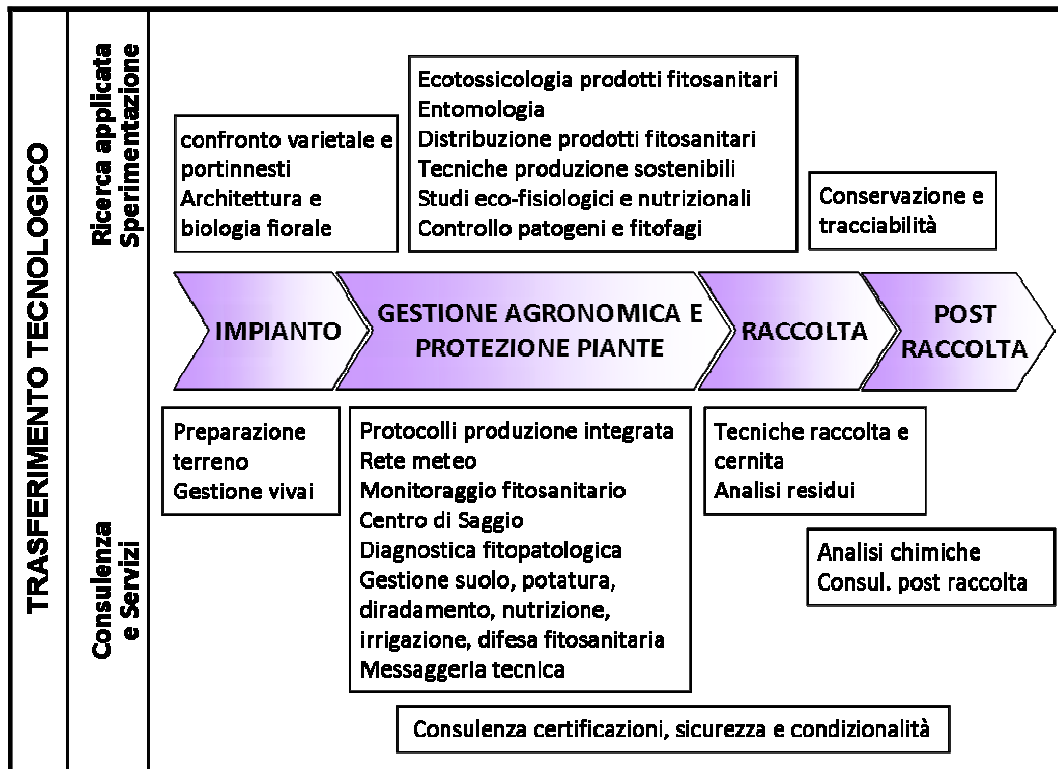 TRASFERIMENTO TECNOLOGICO
Ricerca applicata
Sperimentazione
confronto varietale e
portinnesti
Architettura e
biologia fiorale
Ecotossicologia prodotti fitosanitari
Entomologia
Distribuzione prodotti fitosanitari
Tecniche produzione sostenibili
Studi eco-fisiologici e nutrizionali
Controllo patogeni e fitofagi
Conservazione e
tracciabilità
IMPIANTO
GESTIONE AGRONOMICA E
PROTEZIONE PIANTE
RACCOLTA
POST
RACCOLTA
Consulenza
e Servizi
Preparazione
terreno
Gestione vivai
Protocolli produzione integrata
Rete meteo
Monitoraggio fitosanitario
Centro di Saggio
Diagnostica fitopatologica
Gestione suolo, potatura,
diradamento, nutrizione,
irrigazione, difesa fitosanitaria
Messaggeria tecnica
Tecniche raccolta e
cernita
Analisi residui
Analisi chimiche
Consul. post raccolta
Consulenza certificazioni, sicurezza e condizionalità